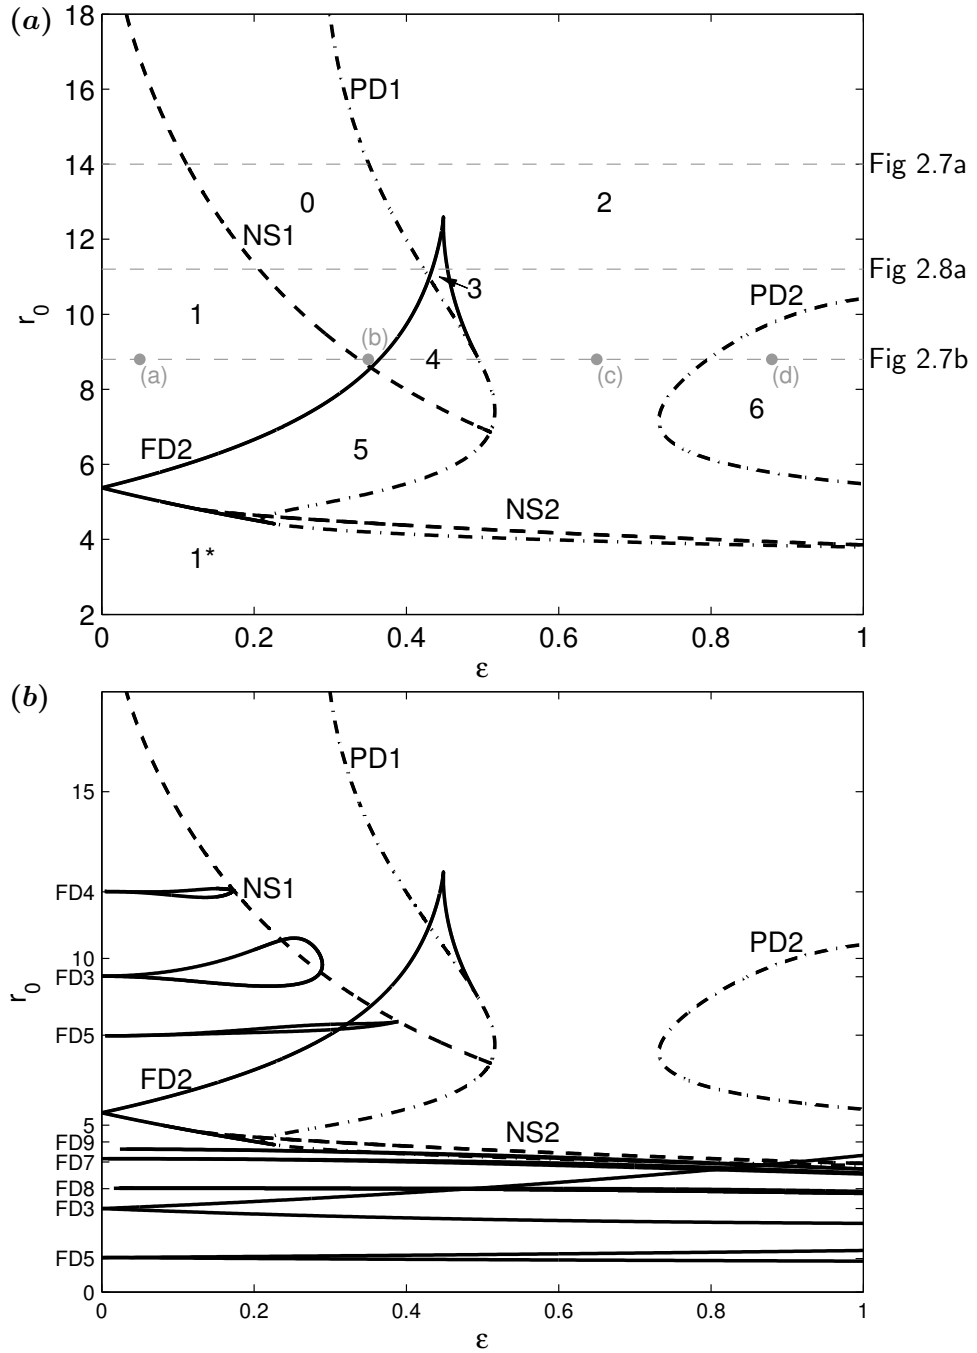 (a)
18
16
14
12
10
8
6
4
2
r0
PD1
Fig 2.7a
0
2
NS1
Fig 2.8a
3
PD2
1
(b)
4
Fig 2.7b
(a)
(c)
(d)
6
FD2
5
NS2
1*
0
0.2
0.4
0.6
0.8
1
ε
(b)
PD1
15
FD4
NS1
10
PD2
FD3
r0
FD5
FD2
5
NS2
FD9
FD7
FD8
FD3
FD5
0
0
0.2
0.4
0.6
0.8
1
ε